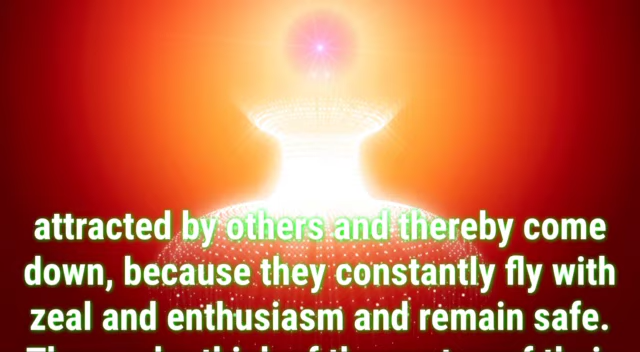 attracted by others and thereby come
down, because they constantly fly with
zeal and enthusiasm and remain safe.